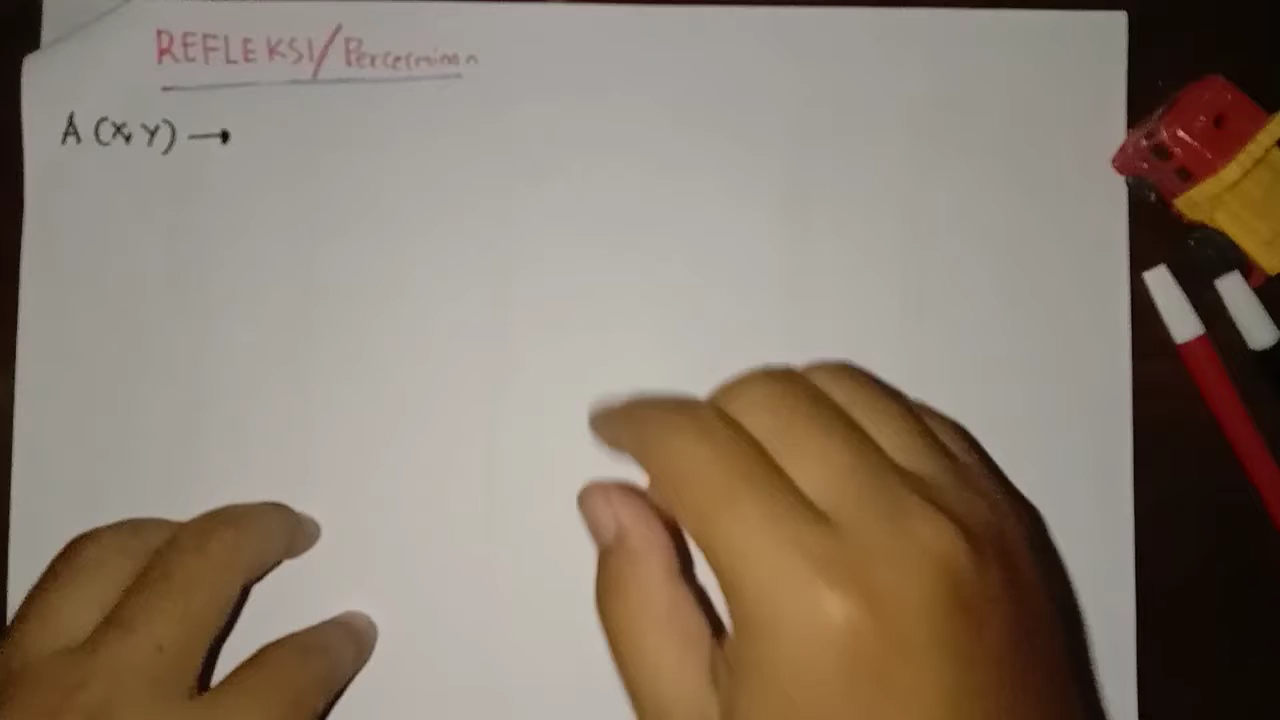 REFLEKSI/Percerminan
A (X, Y) →